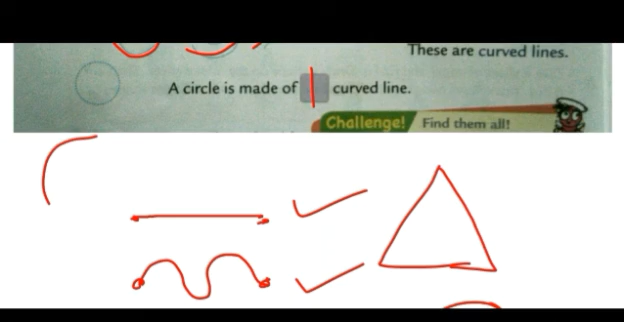 These are curved lines.
A circle is made of 1 curved line.
Challenge! Find them all!